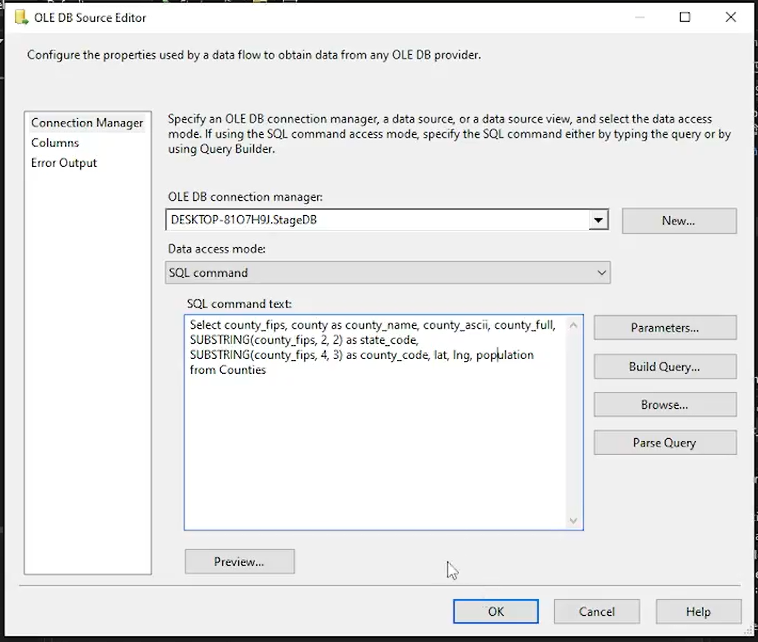 OLE DB Source Editor
Configure the properties used by a data flow to obtain data from any OLE DB provider.
Connection Manager
Columns
Error Output
Specify an OLE DB connection manager, a data source, or a data source view, and select the data access
mode. If using the SQL command access mode, specify the SQL command either by typing the query or by
using Query Builder.
OLE DB connection manager:
DESKTOP-81O7H9J.StageDB
New...
Data access mode:
SQL command
SQL command text:
Select county_fips, county as county_name, county_ascii, county_full,
SUBSTRING(county_fips, 2, 2) as state_code,
SUBSTRING(county_fips, 4, 3) as county_code, lat, lng, population
from Counties
Parameters...
Build Query...
Browse...
Parse Query
Preview...
OK
Cancel
Help